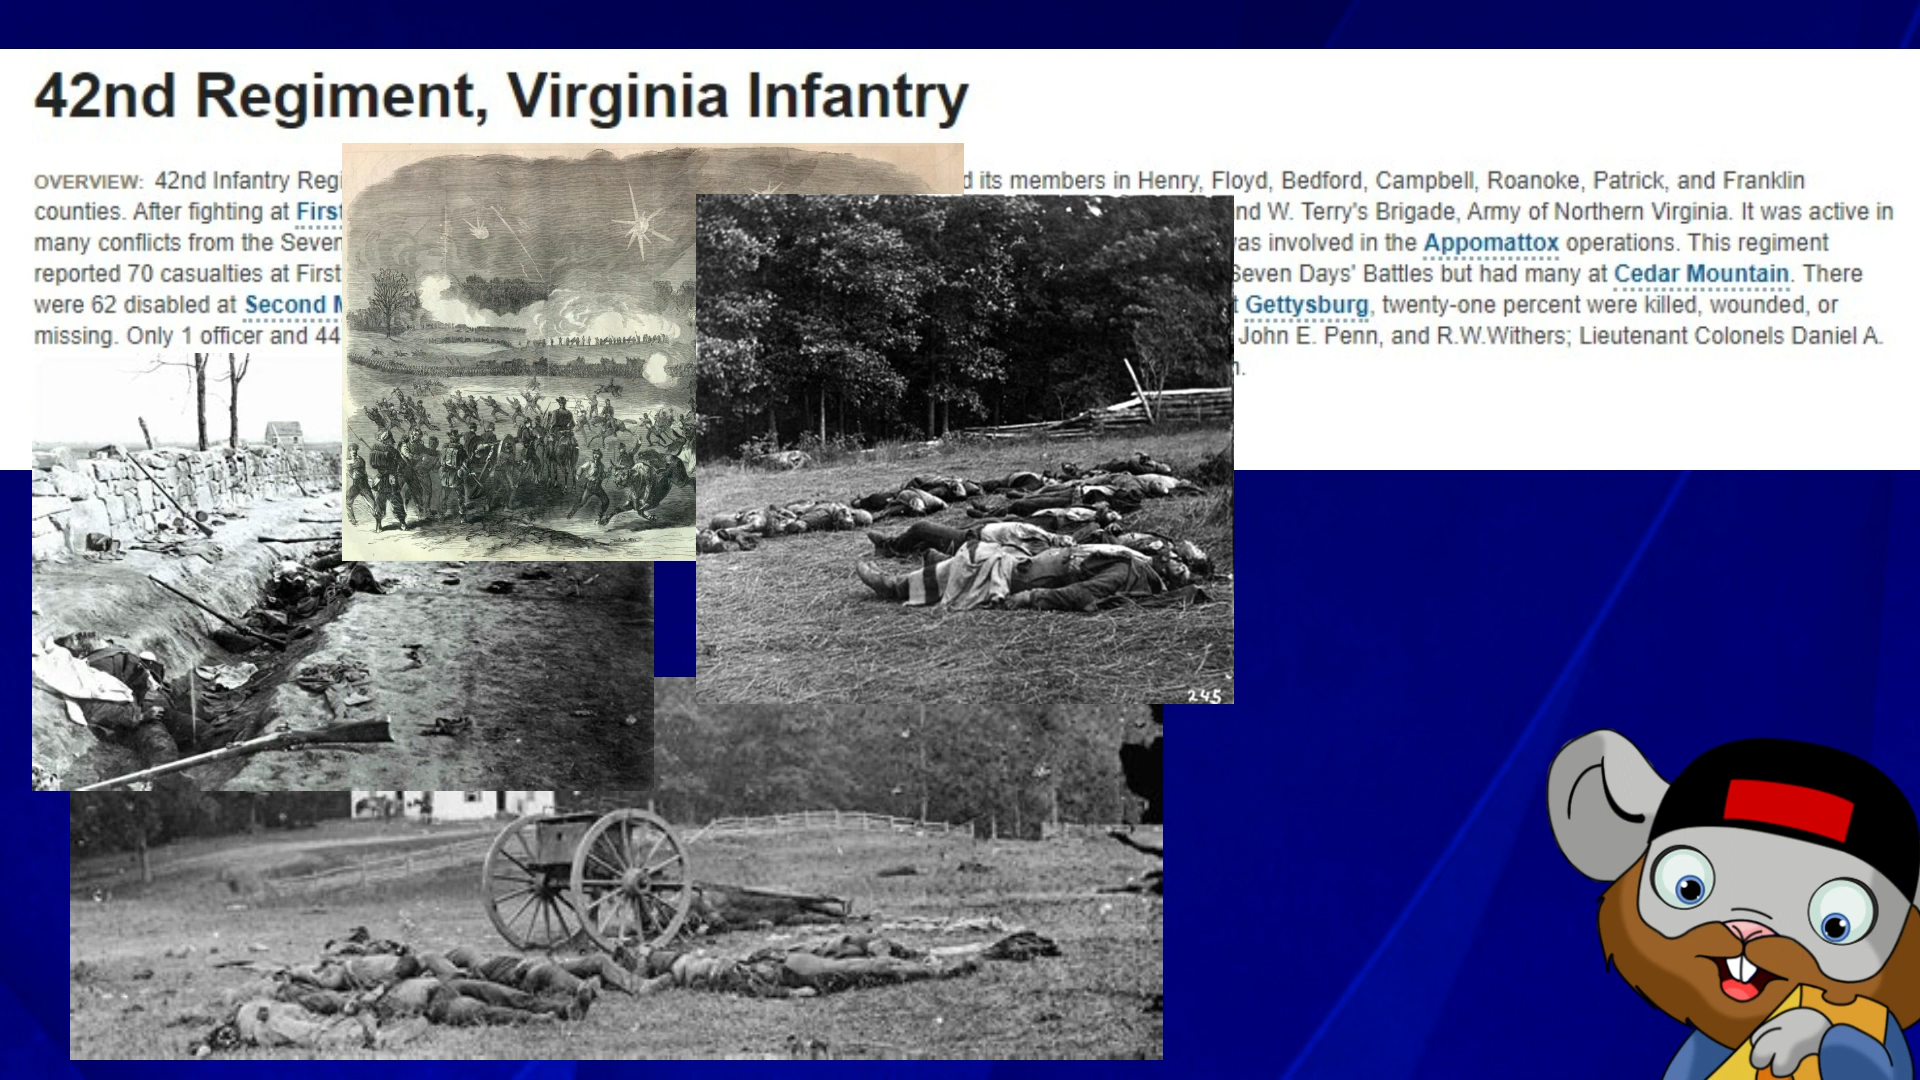 42nd Regiment, Virginia Infantry
OVERVIEW: 42nd Infantry Regi d its members in Henry, Floyd, Bedford, Campbell, Roanoke, Patrick, and Franklin
counties. After fighting at First nd W. Terry's Brigade, Army of Northern Virginia. It was active in
many conflicts from the Seven was involved in the Appomattox operations. This regiment
reported 70 casualties at First Seven Days' Battles but had many at Cedar Mountain. There
were 62 disabled at Second M t Gettysburg, twenty-one percent were killed, wounded, or
missing. Only 1 officer and 44 John E. Penn, and R.W.Withers; Lieutenant Colonels Daniel A.
n.
245